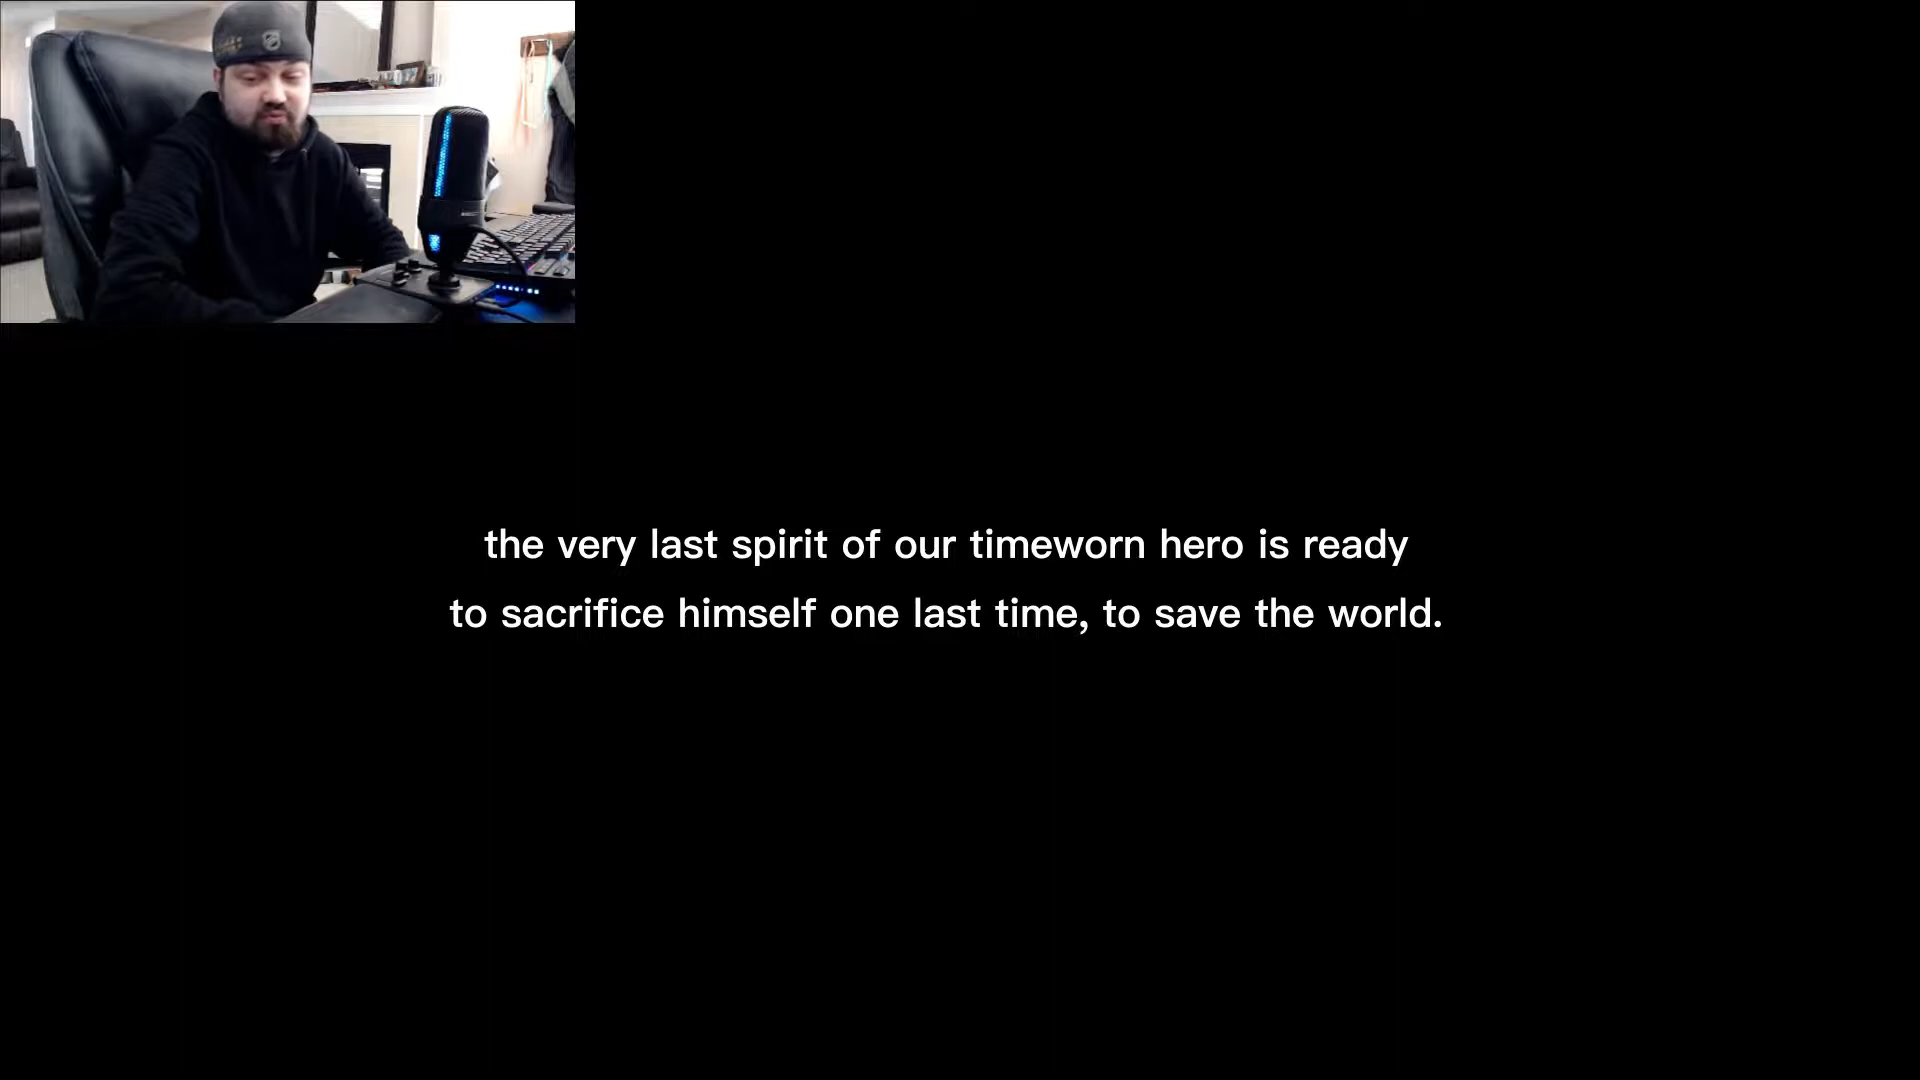 the very last spirit of our timeworn hero is ready
to sacrifice himself one last time, to save the world.